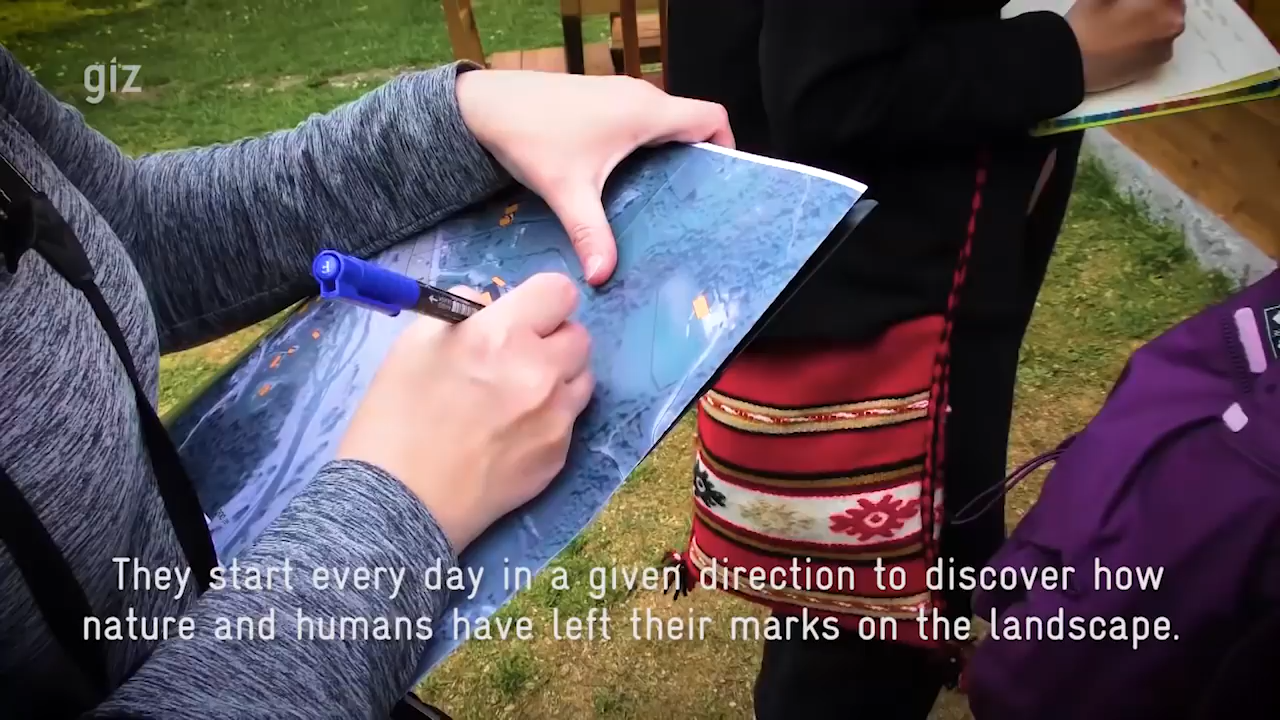 giz
They start every day in a given direction to discover how
nature and humans have left their marks on the landscape.